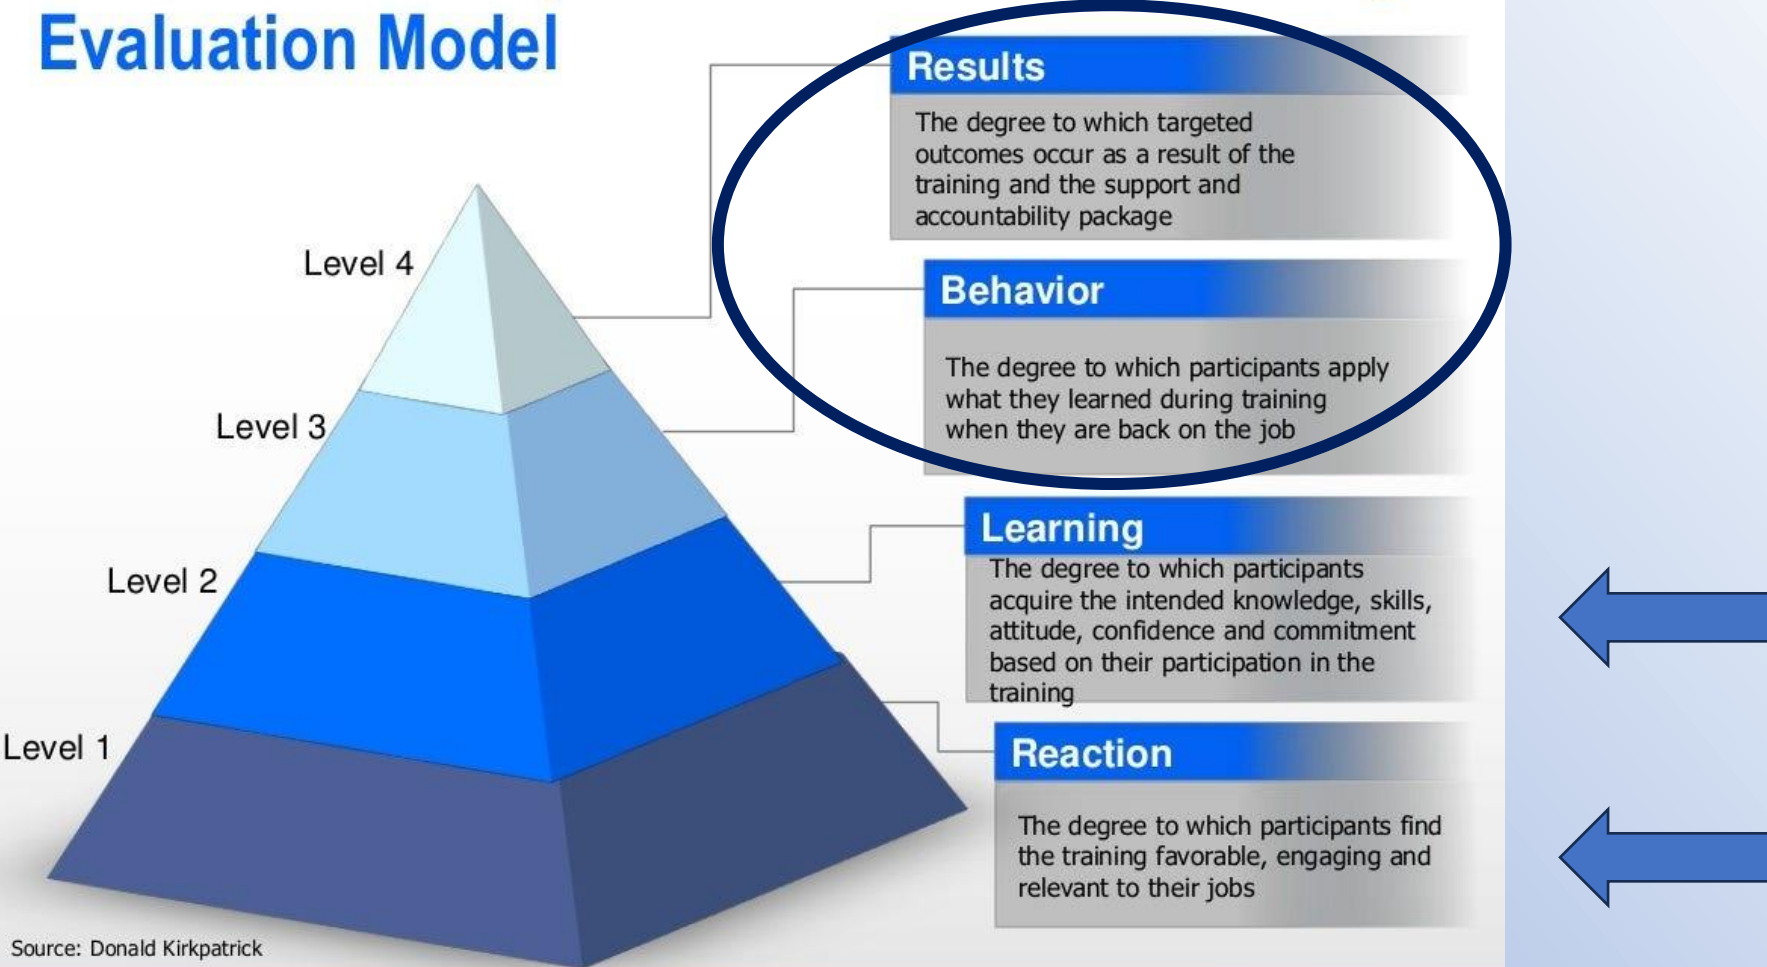 Evaluation Model
Results
The degree to which targeted
outcomes occur as a result of the
training and the support and
accountability package
Level 4
Behavior
The degree to which participants apply
what they learned during training
when they are back on the job
Level 3
Learning
The degree to which participants
acquire the intended knowledge, skills,
attitude, confidence and commitment
based on their participation in the
training
Level 2
Reaction
The degree to which participants find
the training favorable, engaging and
relevant to their jobs
Level 1
Source: Donald Kirkpatrick